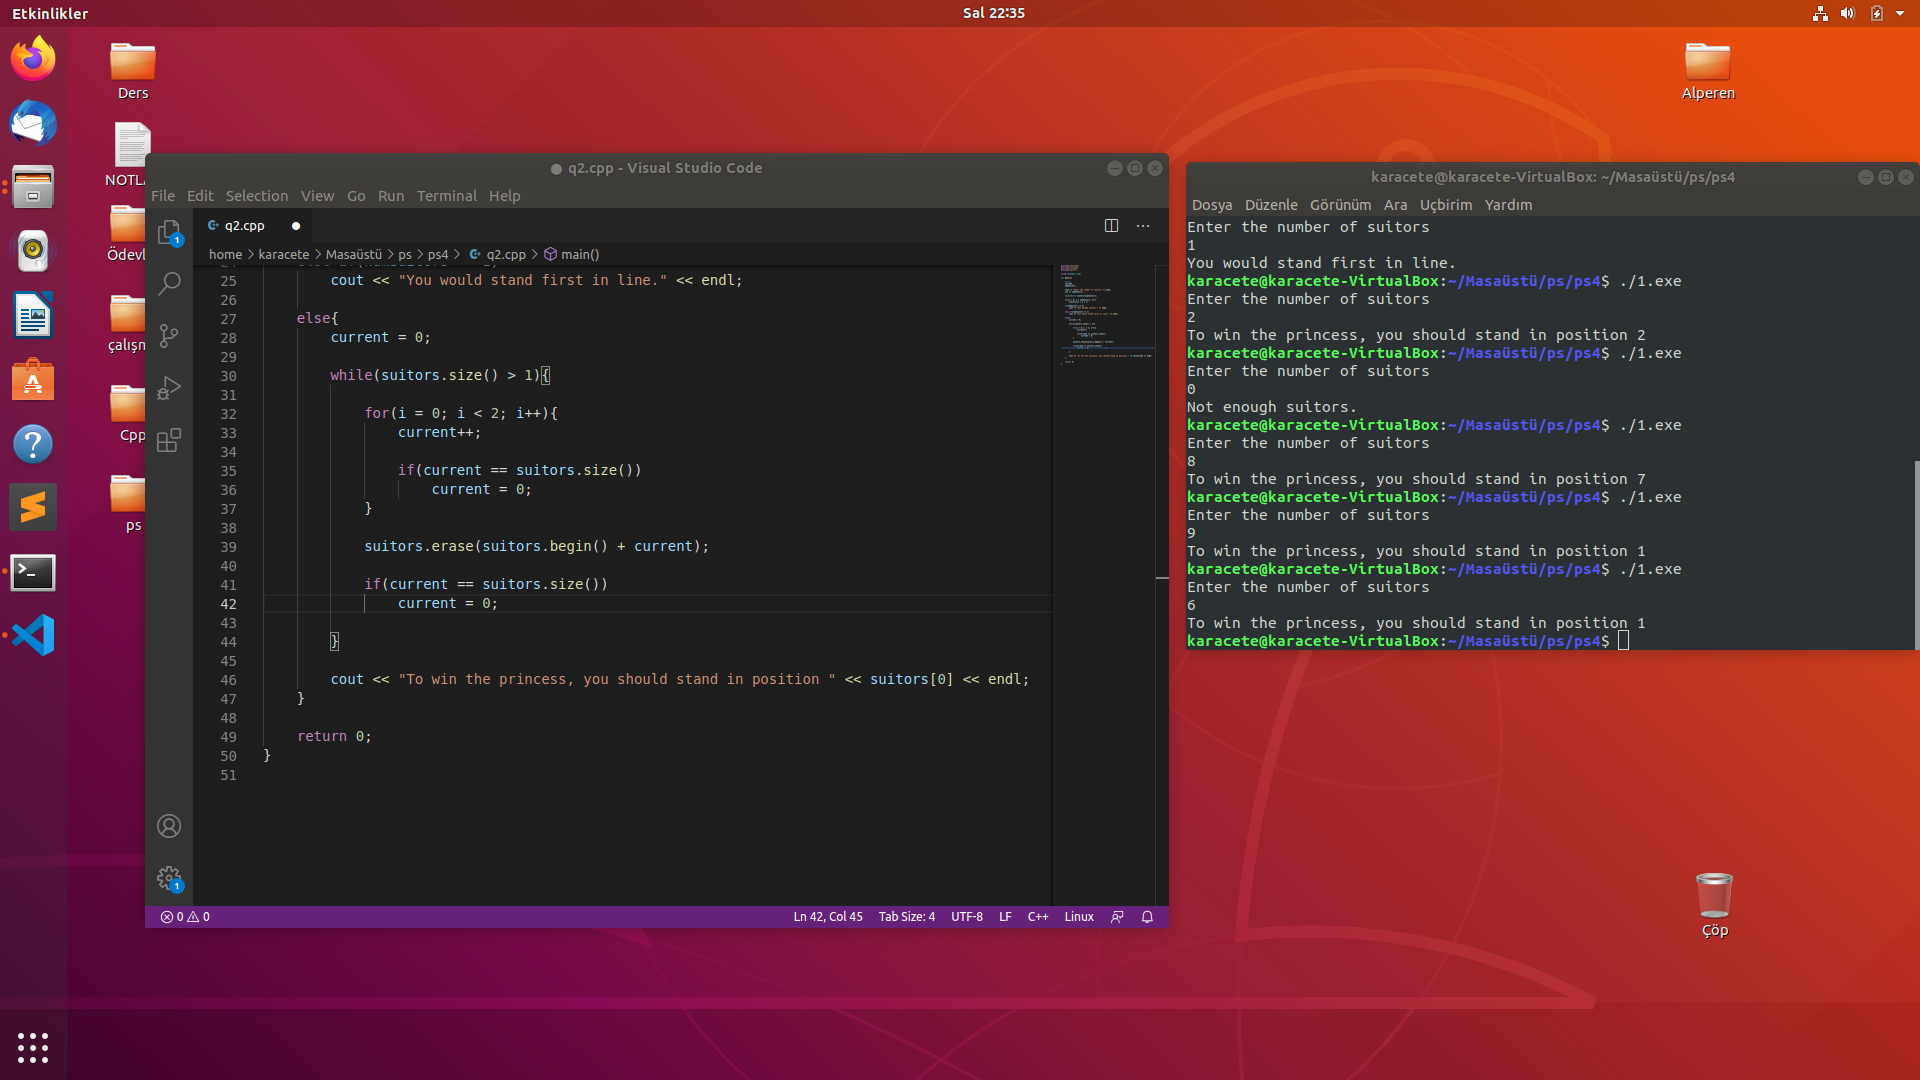 Etkinlikler
Sal 22:35
Ders
Alperen
NOTL
Ödevl
çalışm
Cpp
ps
q2.cpp - Visual Studio Code
File Edit Selection View Go Run Terminal Help
q2.cpp
home > karacete > Masaüstü > ps > ps4 > q2.cpp > main()
25 cout << "You would stand first in line." << endl;
26
27 else{
28 current = 0;
29
30 while(suitors.size() > 1){
31
32 for(i = 0; i < 2; i++){
33 current++;
34
35 if(current == suitors.size())
36 current = 0;
37 }
38
39 suitors.erase(suitors.begin() + current);
40
41 if(current == suitors.size())
42 current = 0;
43
44 }
45
46 cout << "To win the princess, you should stand in position " << suitors[0] << endl;
47 }
48
49 return 0;
50 }
51
1
1
0 0
Ln 42, Col 45 Tab Size: 4 UTF-8 LF C++ Linux
karacete@karacete-VirtualBox: ~/Masaüstü/ps/ps4
Dosya Düzenle Görünüm Ara Uçbirim Yardım
Enter the number of suitors
1
You would stand first in line.
karacete@karacete-VirtualBox:~/Masaüstü/ps/ps4$ ./1.exe
Enter the number of suitors
2
To win the princess, you should stand in position 2
karacete@karacete-VirtualBox:~/Masaüstü/ps/ps4$ ./1.exe
Enter the number of suitors
0
Not enough suitors.
karacete@karacete-VirtualBox:~/Masaüstü/ps/ps4$ ./1.exe
Enter the number of suitors
8
To win the princess, you should stand in position 7
karacete@karacete-VirtualBox:~/Masaüstü/ps/ps4$ ./1.exe
Enter the number of suitors
9
To win the princess, you should stand in position 1
karacete@karacete-VirtualBox:~/Masaüstü/ps/ps4$ ./1.exe
Enter the number of suitors
6
To win the princess, you should stand in position 1
karacete@karacete-VirtualBox:~/Masaüstü/ps/ps4$
Çöp